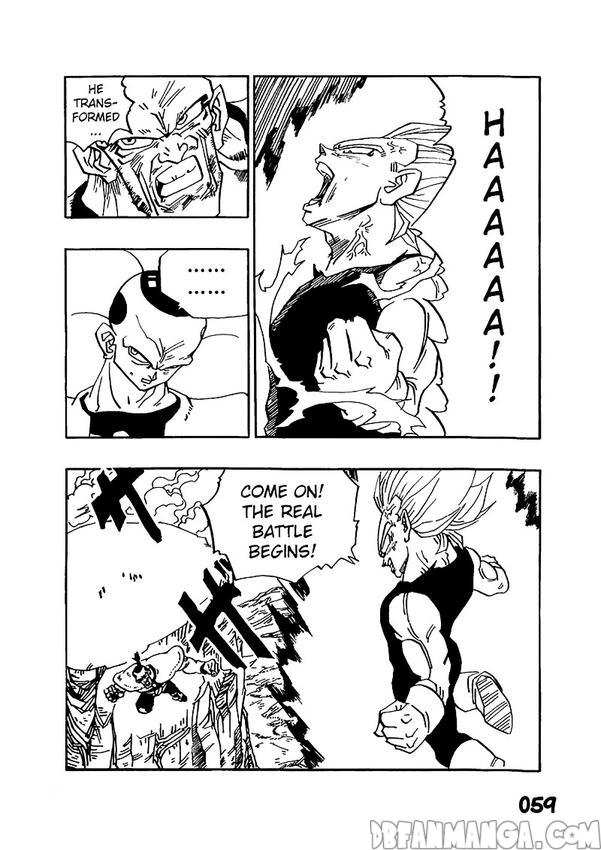 HAAAAAAA!!
HE
TRANS-
FORMED
...
......
......
COME ON!
THE REAL
BATTLE
BEGINS!
059
DBFANMANGA.COM